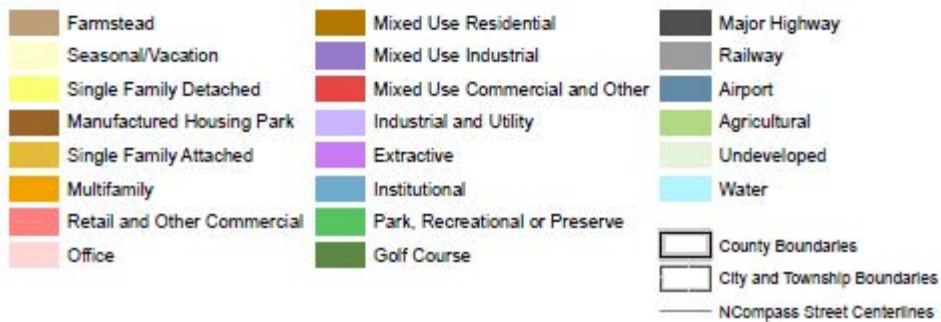 Farmstead
Seasonal/Vacation
Single Family Detached
Manufactured Housing Park
Single Family Attached
Multifamily
Retail and Other Commercial
Office
Mixed Use Residential
Mixed Use Industrial
Mixed Use Commercial and Other
Industrial and Utility
Extractive
Institutional
Park, Recreational or Preserve
Golf Course
Major Highway
Railway
Airport
Agricultural
Undeveloped
Water
County Boundaries
City and Township Boundaries
NCompass Street Centerlines